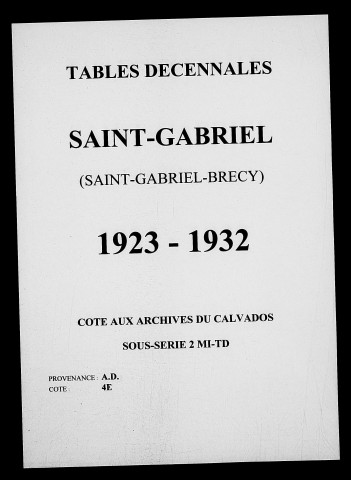 TABLES DECENNALES
SAINT-GABRIEL
(SAINT-GABRIEL-BRECY)
1923 - 1932
COTE AUX ARCHIVES DU CALVADOS
SOUS-SERIE 2 MI-TD
PROVENANCE : A.D.
COTE : 4E